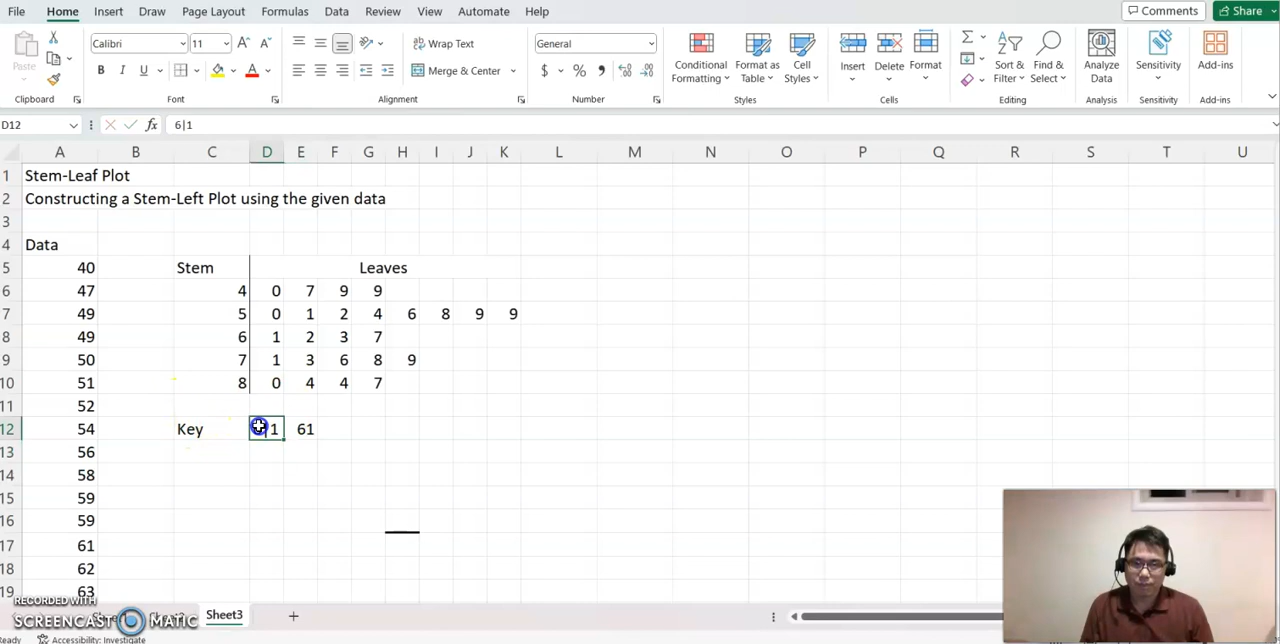 File Home Insert Draw Page Layout Formulas Data Review View Automate Help Comments Share
Paste Calibri 11 A A Wrap Text General Conditional Formatting Format as Table Cell Styles Insert Delete Format Sort & Filter Find & Select Analyze Data Sensitivity Add-ins
B I U A Merge & Center $ % 9
Clipboard Font Alignment Number Styles Cells Editing Analysis Sensitivity Add-ins
D12 fx 6|1
A B C D E F G H I J K L M N O P Q R S T U
1 Stem-Leaf Plot
2 Constructing a Stem-Left Plot using the given data
3
4 Data
5 40 Stem Leaves
6 47 4 0 7 9 9
7 49 5 0 1 2 4 6 8 9 9
8 49 6 1 2 3 7
9 50 7 1 3 6 8 9
10 51 8 0 4 4 7
11 52
12 54 Key 1 61
13 56
14 58
15 59
16 59
17 61
18 62
19 63
RECORDED WITH
SCREENCAST MATIC
Sheet3
Ready Accessibility: Investigate